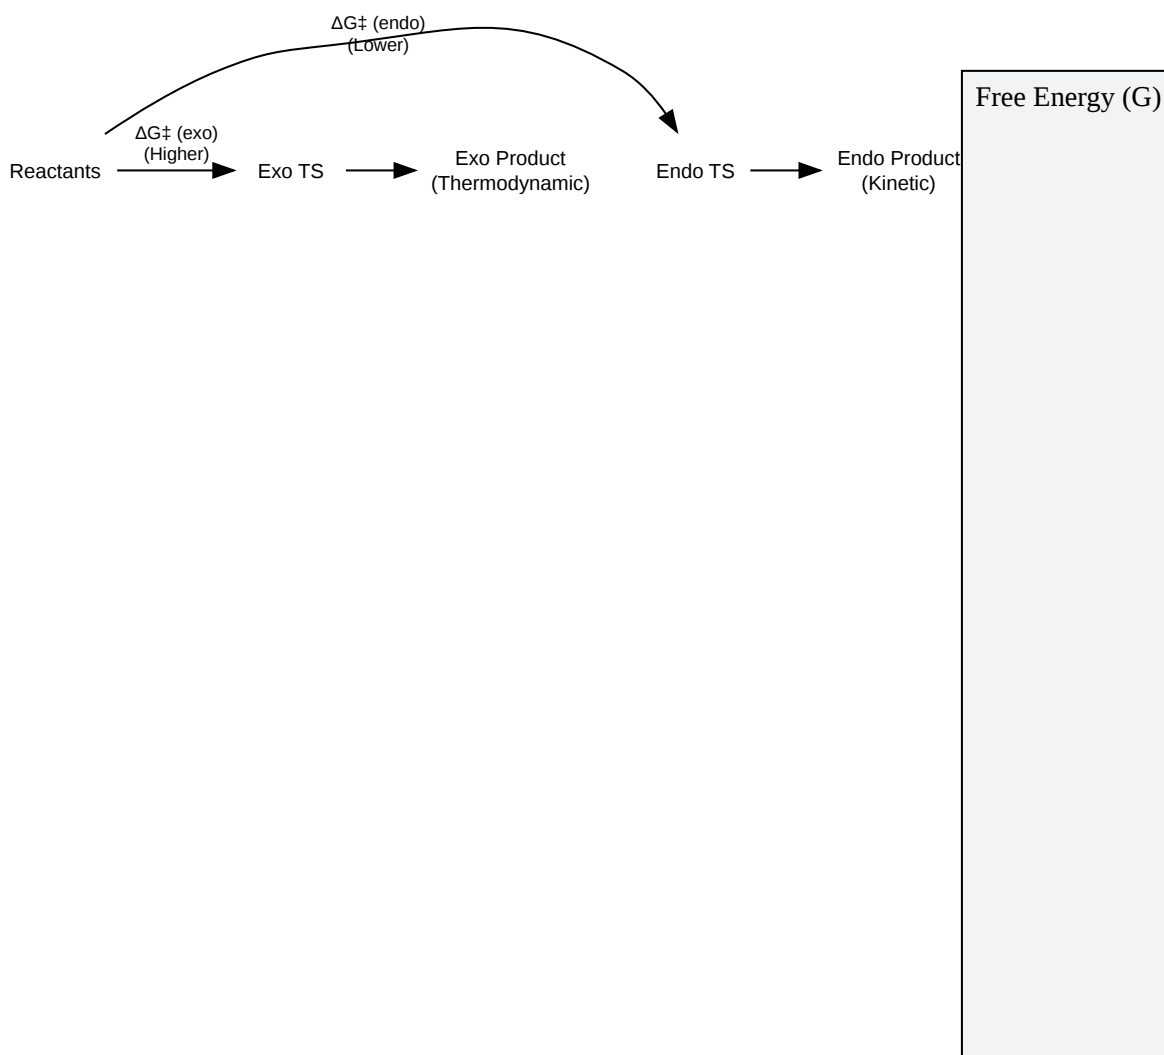 ΔG‡ (endo)
(Lower)
Free Energy (G)
ΔG‡ (exo)
(Higher)
Reactants
Exo TS
Exo Product
(Thermodynamic)
Endo TS
Endo Product
(Kinetic)